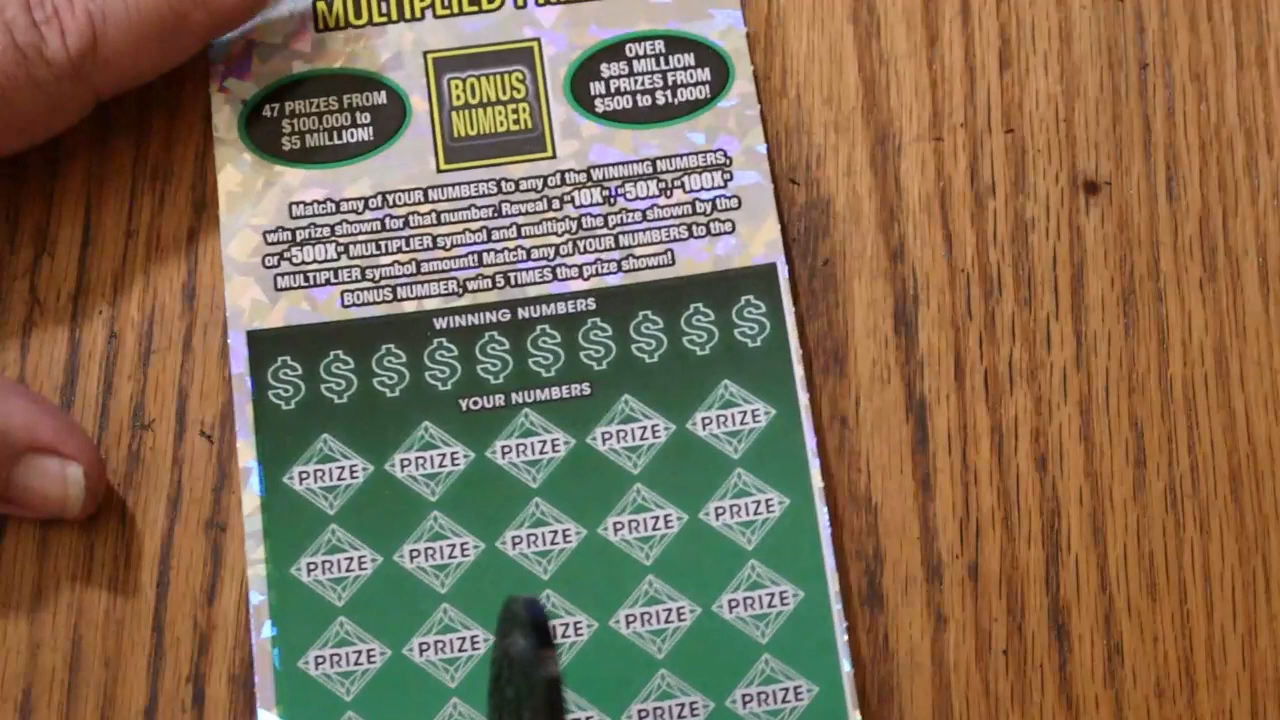 MULTIPLIED
47 PRIZES FROM
$100,000 to
$5 MILLION!
BONUS
NUMBER
OVER
$85 MILLION
IN PRIZES FROM
$500 to $1,000!
Match any of YOUR NUMBERS to any of the WINNING NUMBERS,
win prize shown for that number. Reveal a "10X", "50X", "100X"
or "500X" MULTIPLIER symbol and multiply the prize shown by the
MULTIPLIER symbol amount! Match any of YOUR NUMBERS to the
BONUS NUMBER, win 5 TIMES the prize shown!
WINNING NUMBERS
$ $ $ $ $ $ $ $ $ $
YOUR NUMBERS
PRIZE PRIZE PRIZE PRIZE PRIZE
PRIZE PRIZE PRIZE PRIZE PRIZE
PRIZE PRIZE PRIZE PRIZE
PRIZE PRIZE